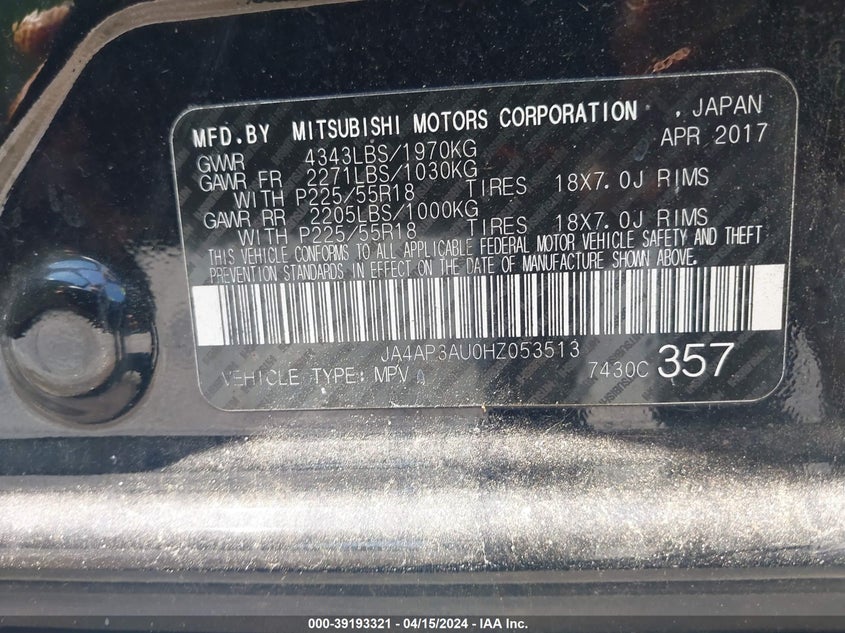 MFD.BY MITSUBISHI MOTORS CORPORATION , JAPAN
APR 2017
GVWR 4343LBS/1970KG
GAWR FR 2271LBS/1030KG
WITH P225/55R18 TIRES 18X7.0J RIMS
GAWR RR 2205LBS/1000KG
WITH P225/55R18 TIRES 18X7.0J RIMS
THIS VEHICLE CONFORMS TO ALL APPLICABLE FEDERAL MOTOR VEHICLE SAFETY AND THEFT
PREVENTION STANDARDS IN EFFECT ON THE DATE OF MANUFACTURE SHOWN ABOVE.
JA4AP3AU0HZ053513
VEHICLE TYPE: MPV 7430C 357
000-39193321 - 04/15/2024 - IAA Inc.